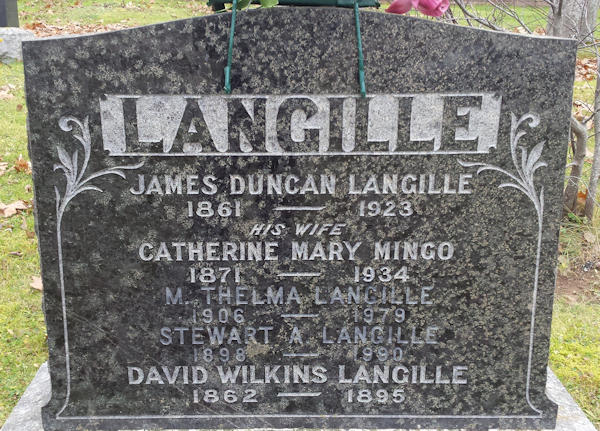 LANGILLE
JAMES DUNCAN LANGILLE
1861 — 1923
HIS WIFE
CATHERINE MARY MINGO
1871 — 1934
M. THELMA LANGILLE
1906 — 1979
STEWART A. LANGILLE
1898 — 1990
DAVID WILKINS LANGILLE
1862 — 1895